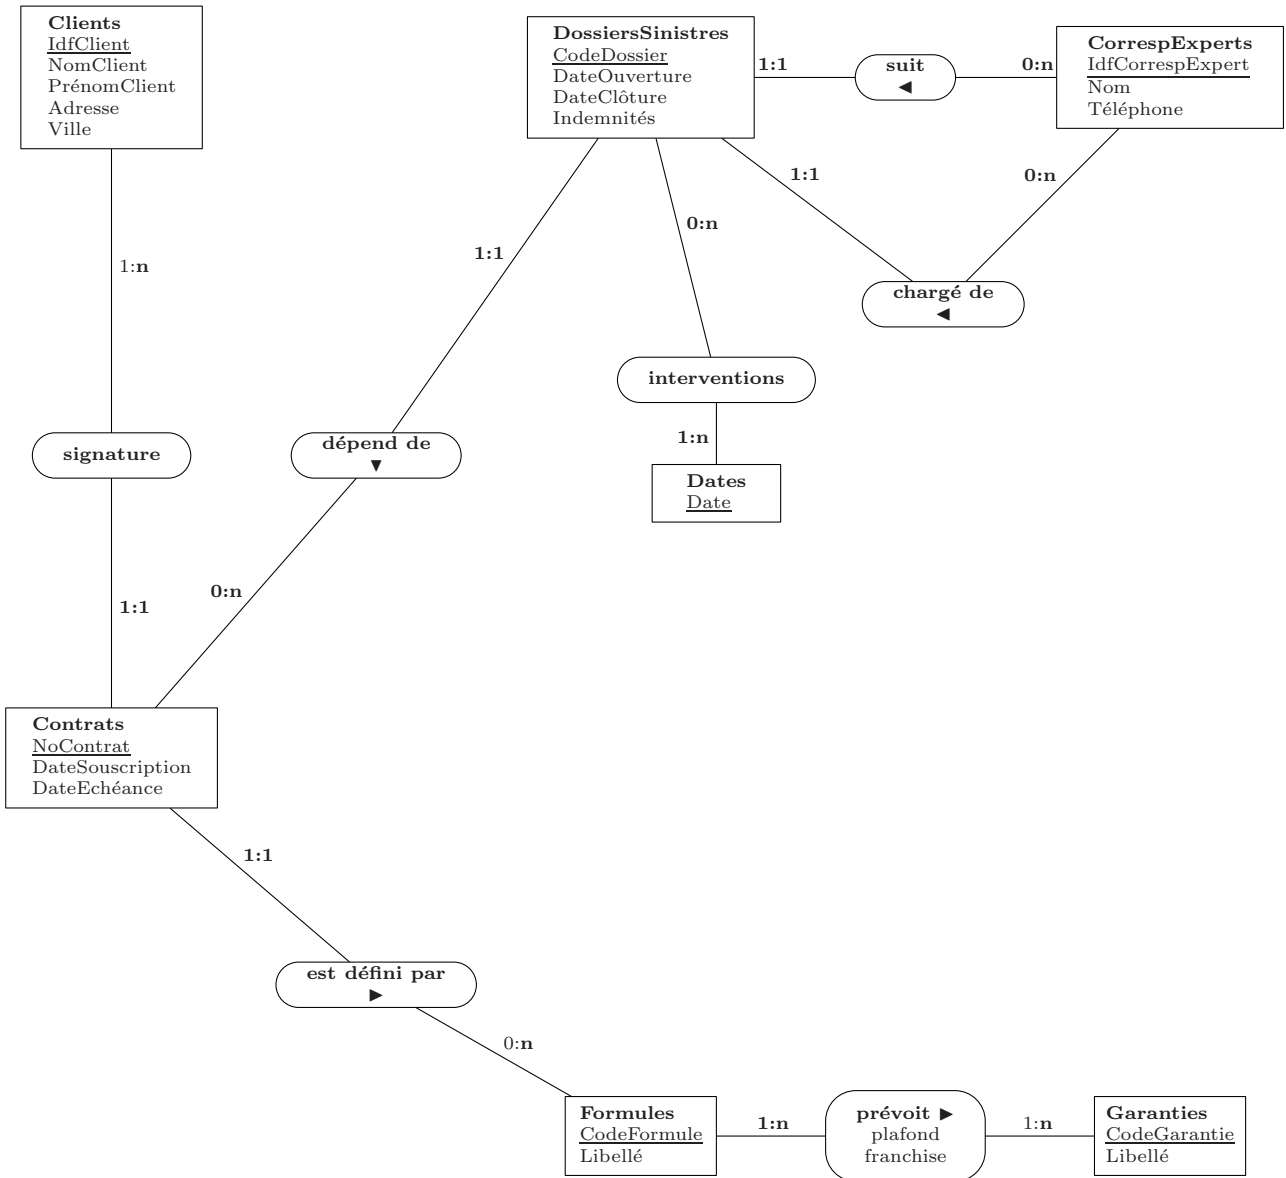 Clients
IdfClient
NomClient
PrénomClient
Adresse
Ville
DossiersSinistres
CodeDossier
DateOuverture
DateClôture
Indemnités
1:1
suit
◀
0:n
CorrespExperts
IdfCorrespExpert
Nom
Téléphone
1:1
0:n
0:n
1:1
1:n
chargé de
◀
interventions
1:n
signature
dépend de
▼
Dates
Date
0:n
1:1
Contrats
NoContrat
DateSouscription
DateEchéance
1:1
est défini par
▶
0:n
Formules
CodeFormule
Libellé
1:n
prévoit ▶
plafond
franchise
1:n
Garanties
CodeGarantie
Libellé